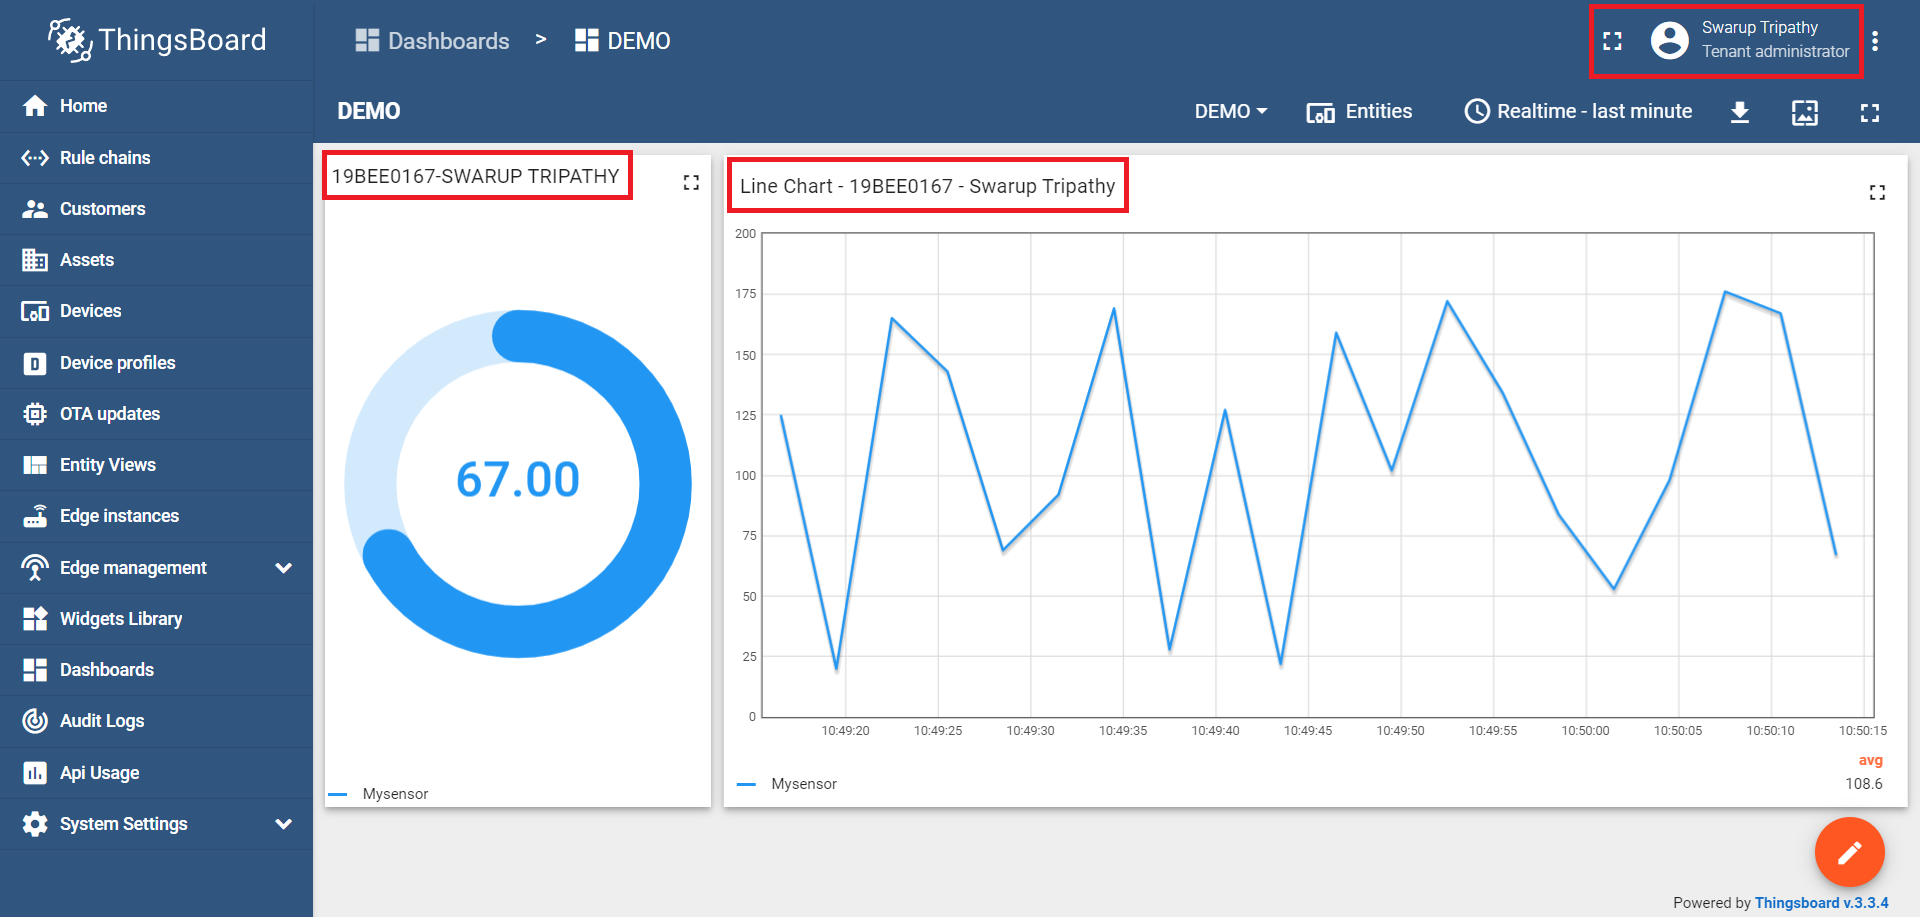 ThingsBoard
Dashboards > DEMO
Swarup Tripathy
Tenant administrator
Home
Rule chains
Customers
Assets
Devices
D Device profiles
OTA updates
Entity Views
Edge instances
Edge management
Widgets Library
Dashboards
Audit Logs
Api Usage
System Settings
DEMO
DEMO
Entities
Realtime - last minute
19BEE0167-SWARUP TRIPATHY
67.00
Mysensor
Line Chart - 19BEE0167 - Swarup Tripathy
200
175
150
125
100
75
50
25
0
10:49:20 10:49:25 10:49:30 10:49:35 10:49:40 10:49:45 10:49:50 10:49:55 10:50:00 10:50:05 10:50:10 10:50:15
avg
Mysensor 108.6
Powered by Thingsboard v.3.3.4